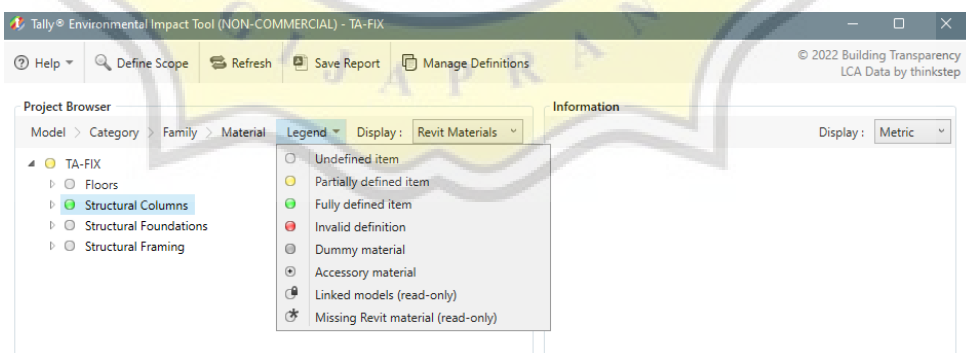 Tally® Environmental Impact Tool (NON-COMMERCIAL) - TA-FIX
Help Define Scope Refresh Save Report Manage Definitions
© 2022 Building Transparency
LCA Data by thinkstep
Project Browser
Model > Category > Family > Material Legend Display : Revit Materials
TA-FIX
Floors
Structural Columns
Structural Foundations
Structural Framing
Undefined item
Partially defined item
Fully defined item
Invalid definition
Dummy material
Accessory material
Linked models (read-only)
Missing Revit material (read-only)
Information
Display : Metric
J A P R A N